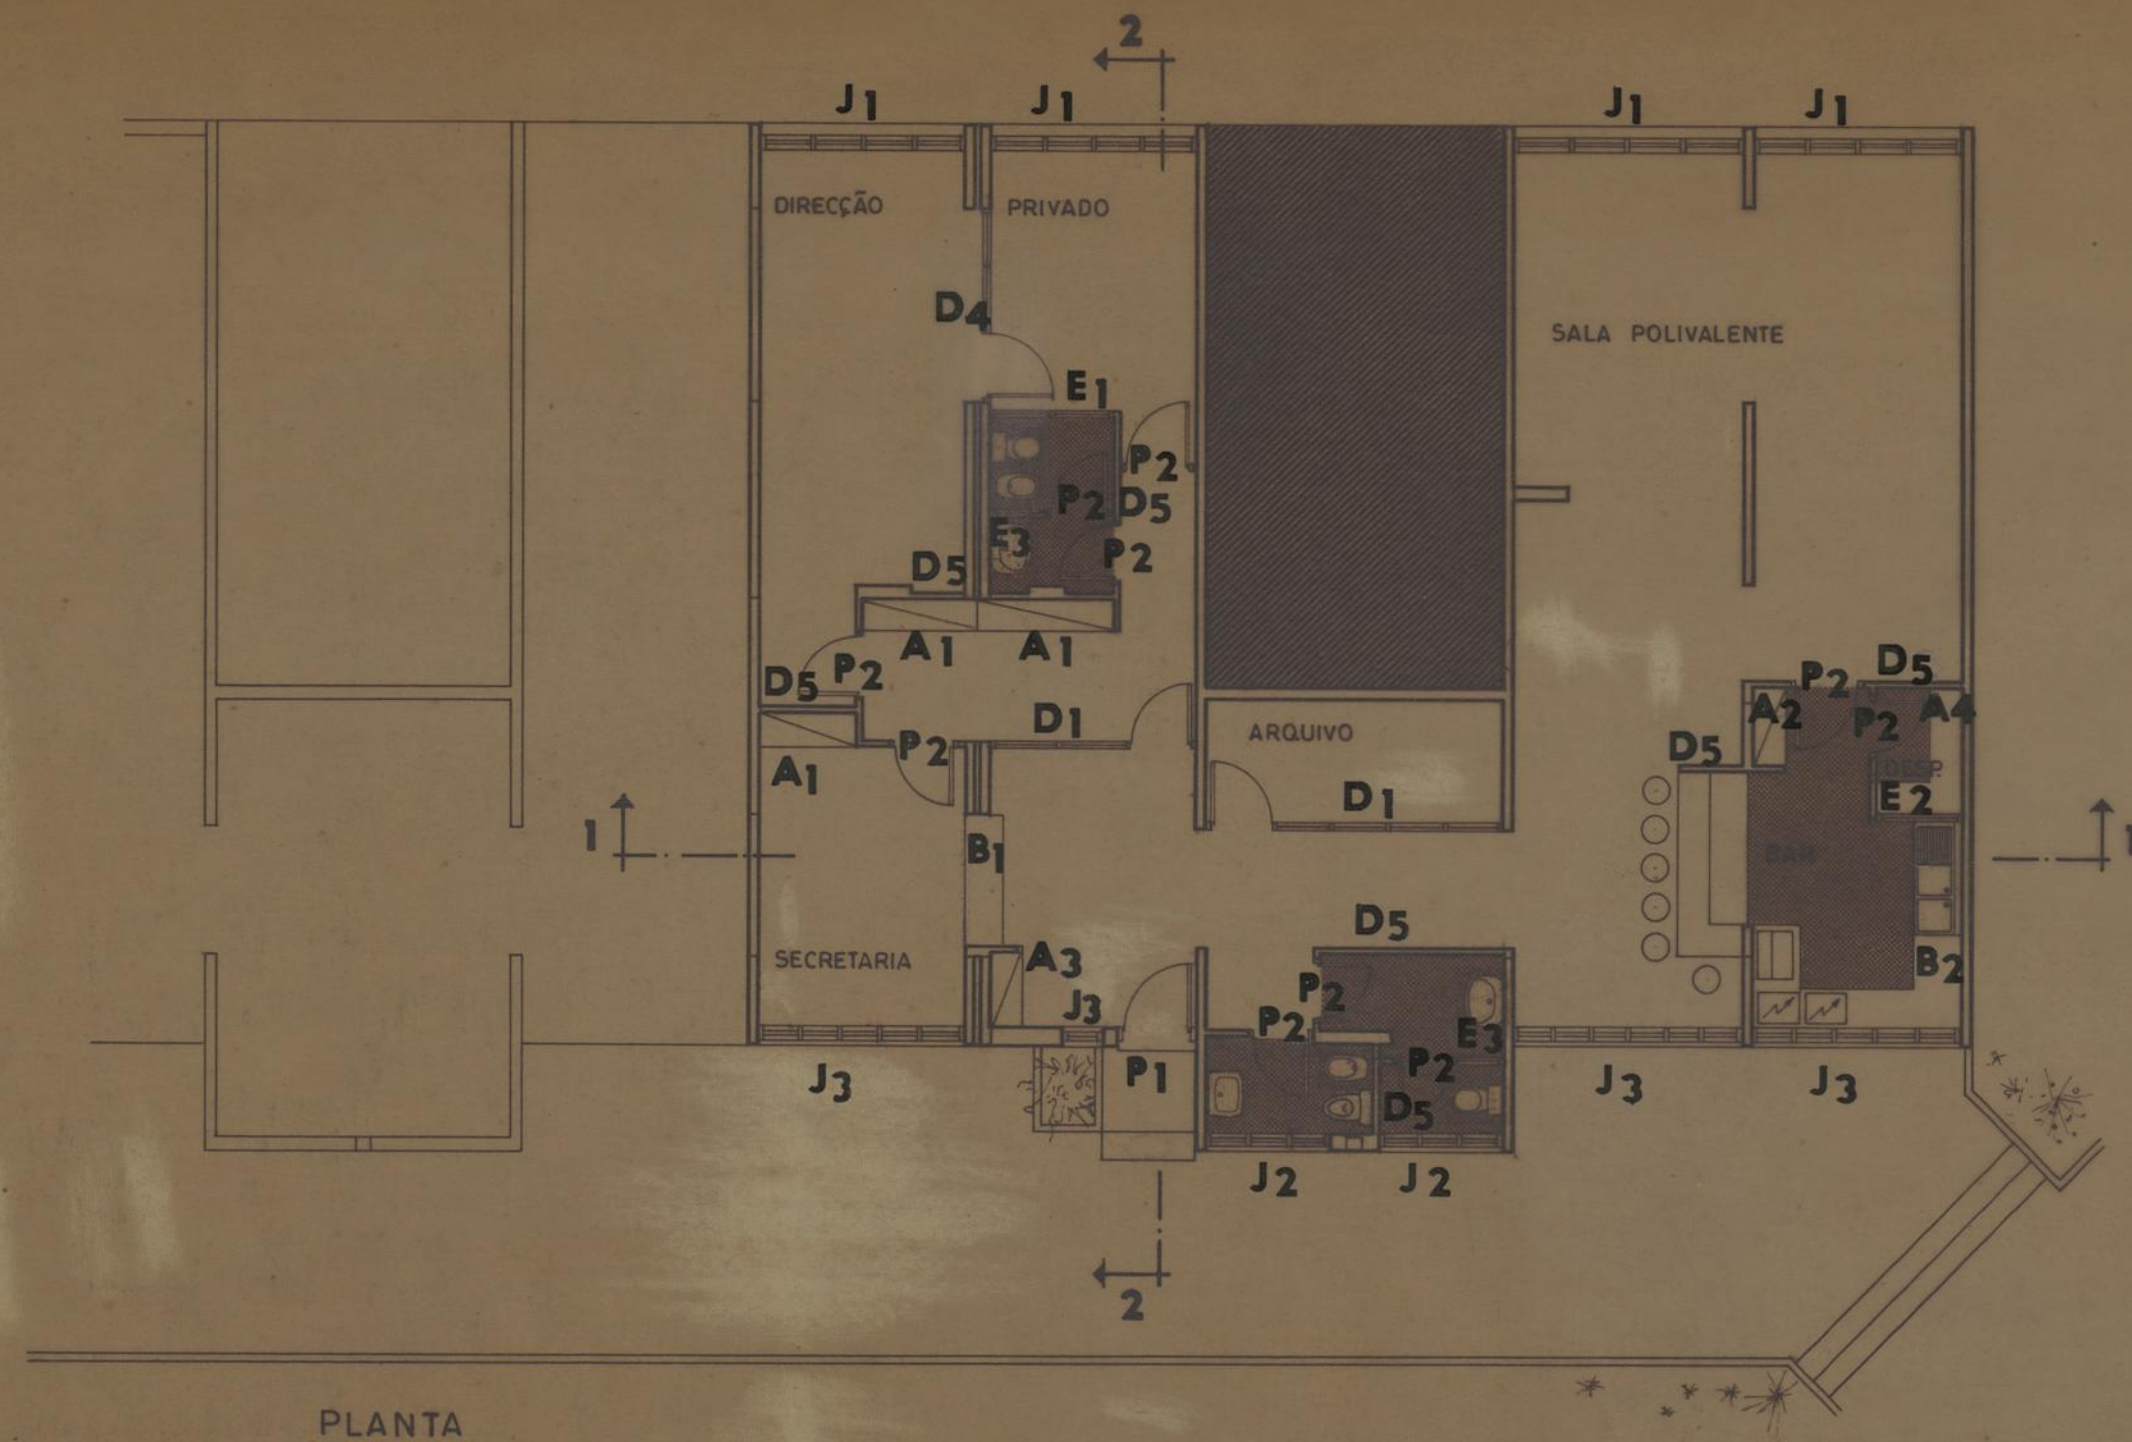 2
J1 J1 J1 J1
DIRECÇÃO PRIVADO
SALA POLIVALENTE
D4
E1
P2
P2 D5
E3 P2
D5
A1 A1
D5 P2
P2 D5
A2 P2 A4
D1
ARQUIVO
P2 D5
A1
DESP.
D1 E2
1 B1 BAR 1
D5
SECRETARIA A3 B2
P2
J3 P2 E3
P2
J3 P1 J3 J3
D5
J2 J2
2
PLANTA